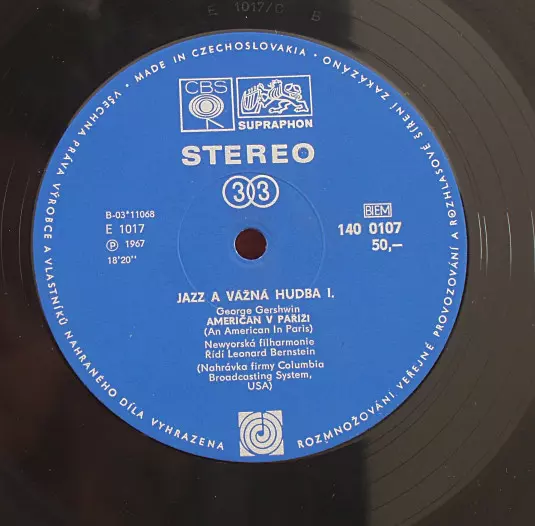 E 1017/C 5
VŠECHNA PRÁVA VÝROBCE A VLASTNÍKŮ NAHRANÉHO DÍLA VYHRAZENA
• MADE IN CZECHOSLOVAKIA •
ROZMNOŽOVÁNÍ, VEŘEJNÉ PROVOZOVÁNÍ A ROZHLASOVÉ ŠÍŘENÍ ZAKÁZÁNO
CBS
SUPRAPHON
STEREO
33
B-03*11068
E 1017
Ⓟ 1967
18'20''
BIEM
140 0107
50,—
JAZZ A VÁŽNÁ HUDBA I.
George Gershwin
AMERIČAN V PAŘÍŽI
(An American In Paris)
Newyorská filharmonie
Řídí Leonard Bernstein
(Nahrávka firmy Columbia
Broadcasting System,
USA)